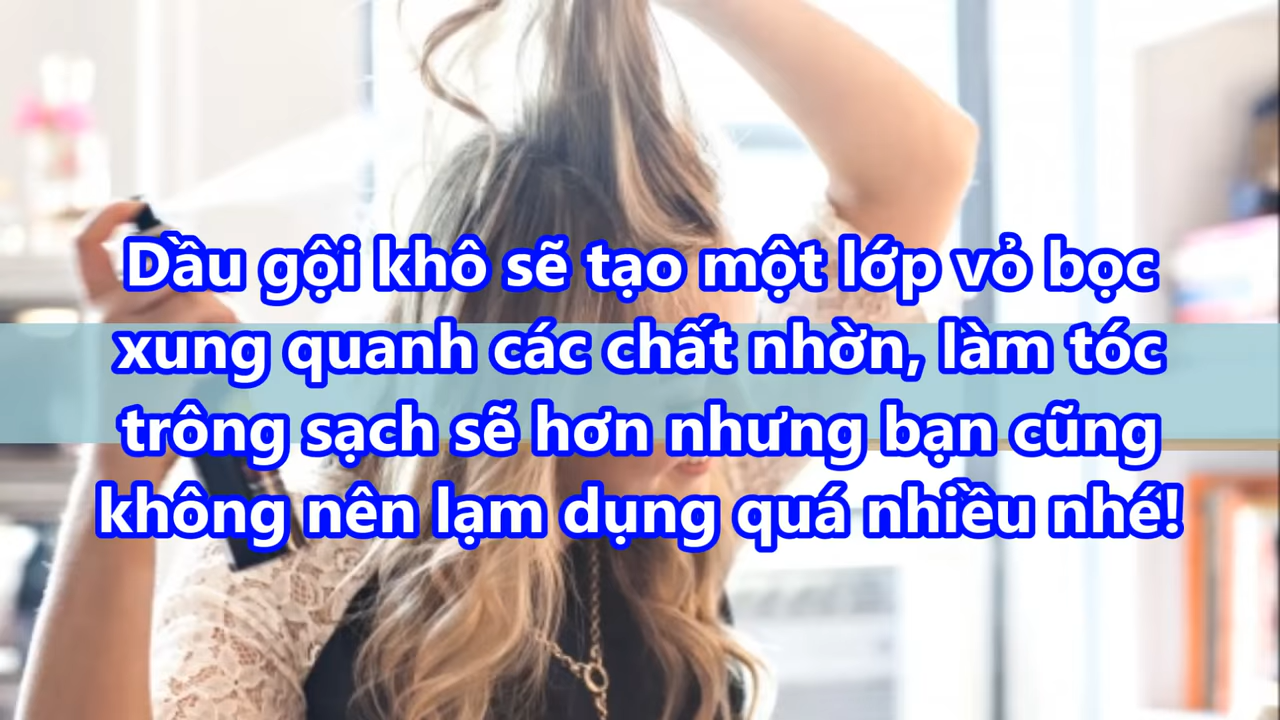 Dầu gội khô sẽ tạo một lớp vỏ bọc
xung quanh các chất nhờn, làm tóc
trông sạch sẽ hơn nhưng bạn cũng
không nên lạm dụng quá nhiều nhé!